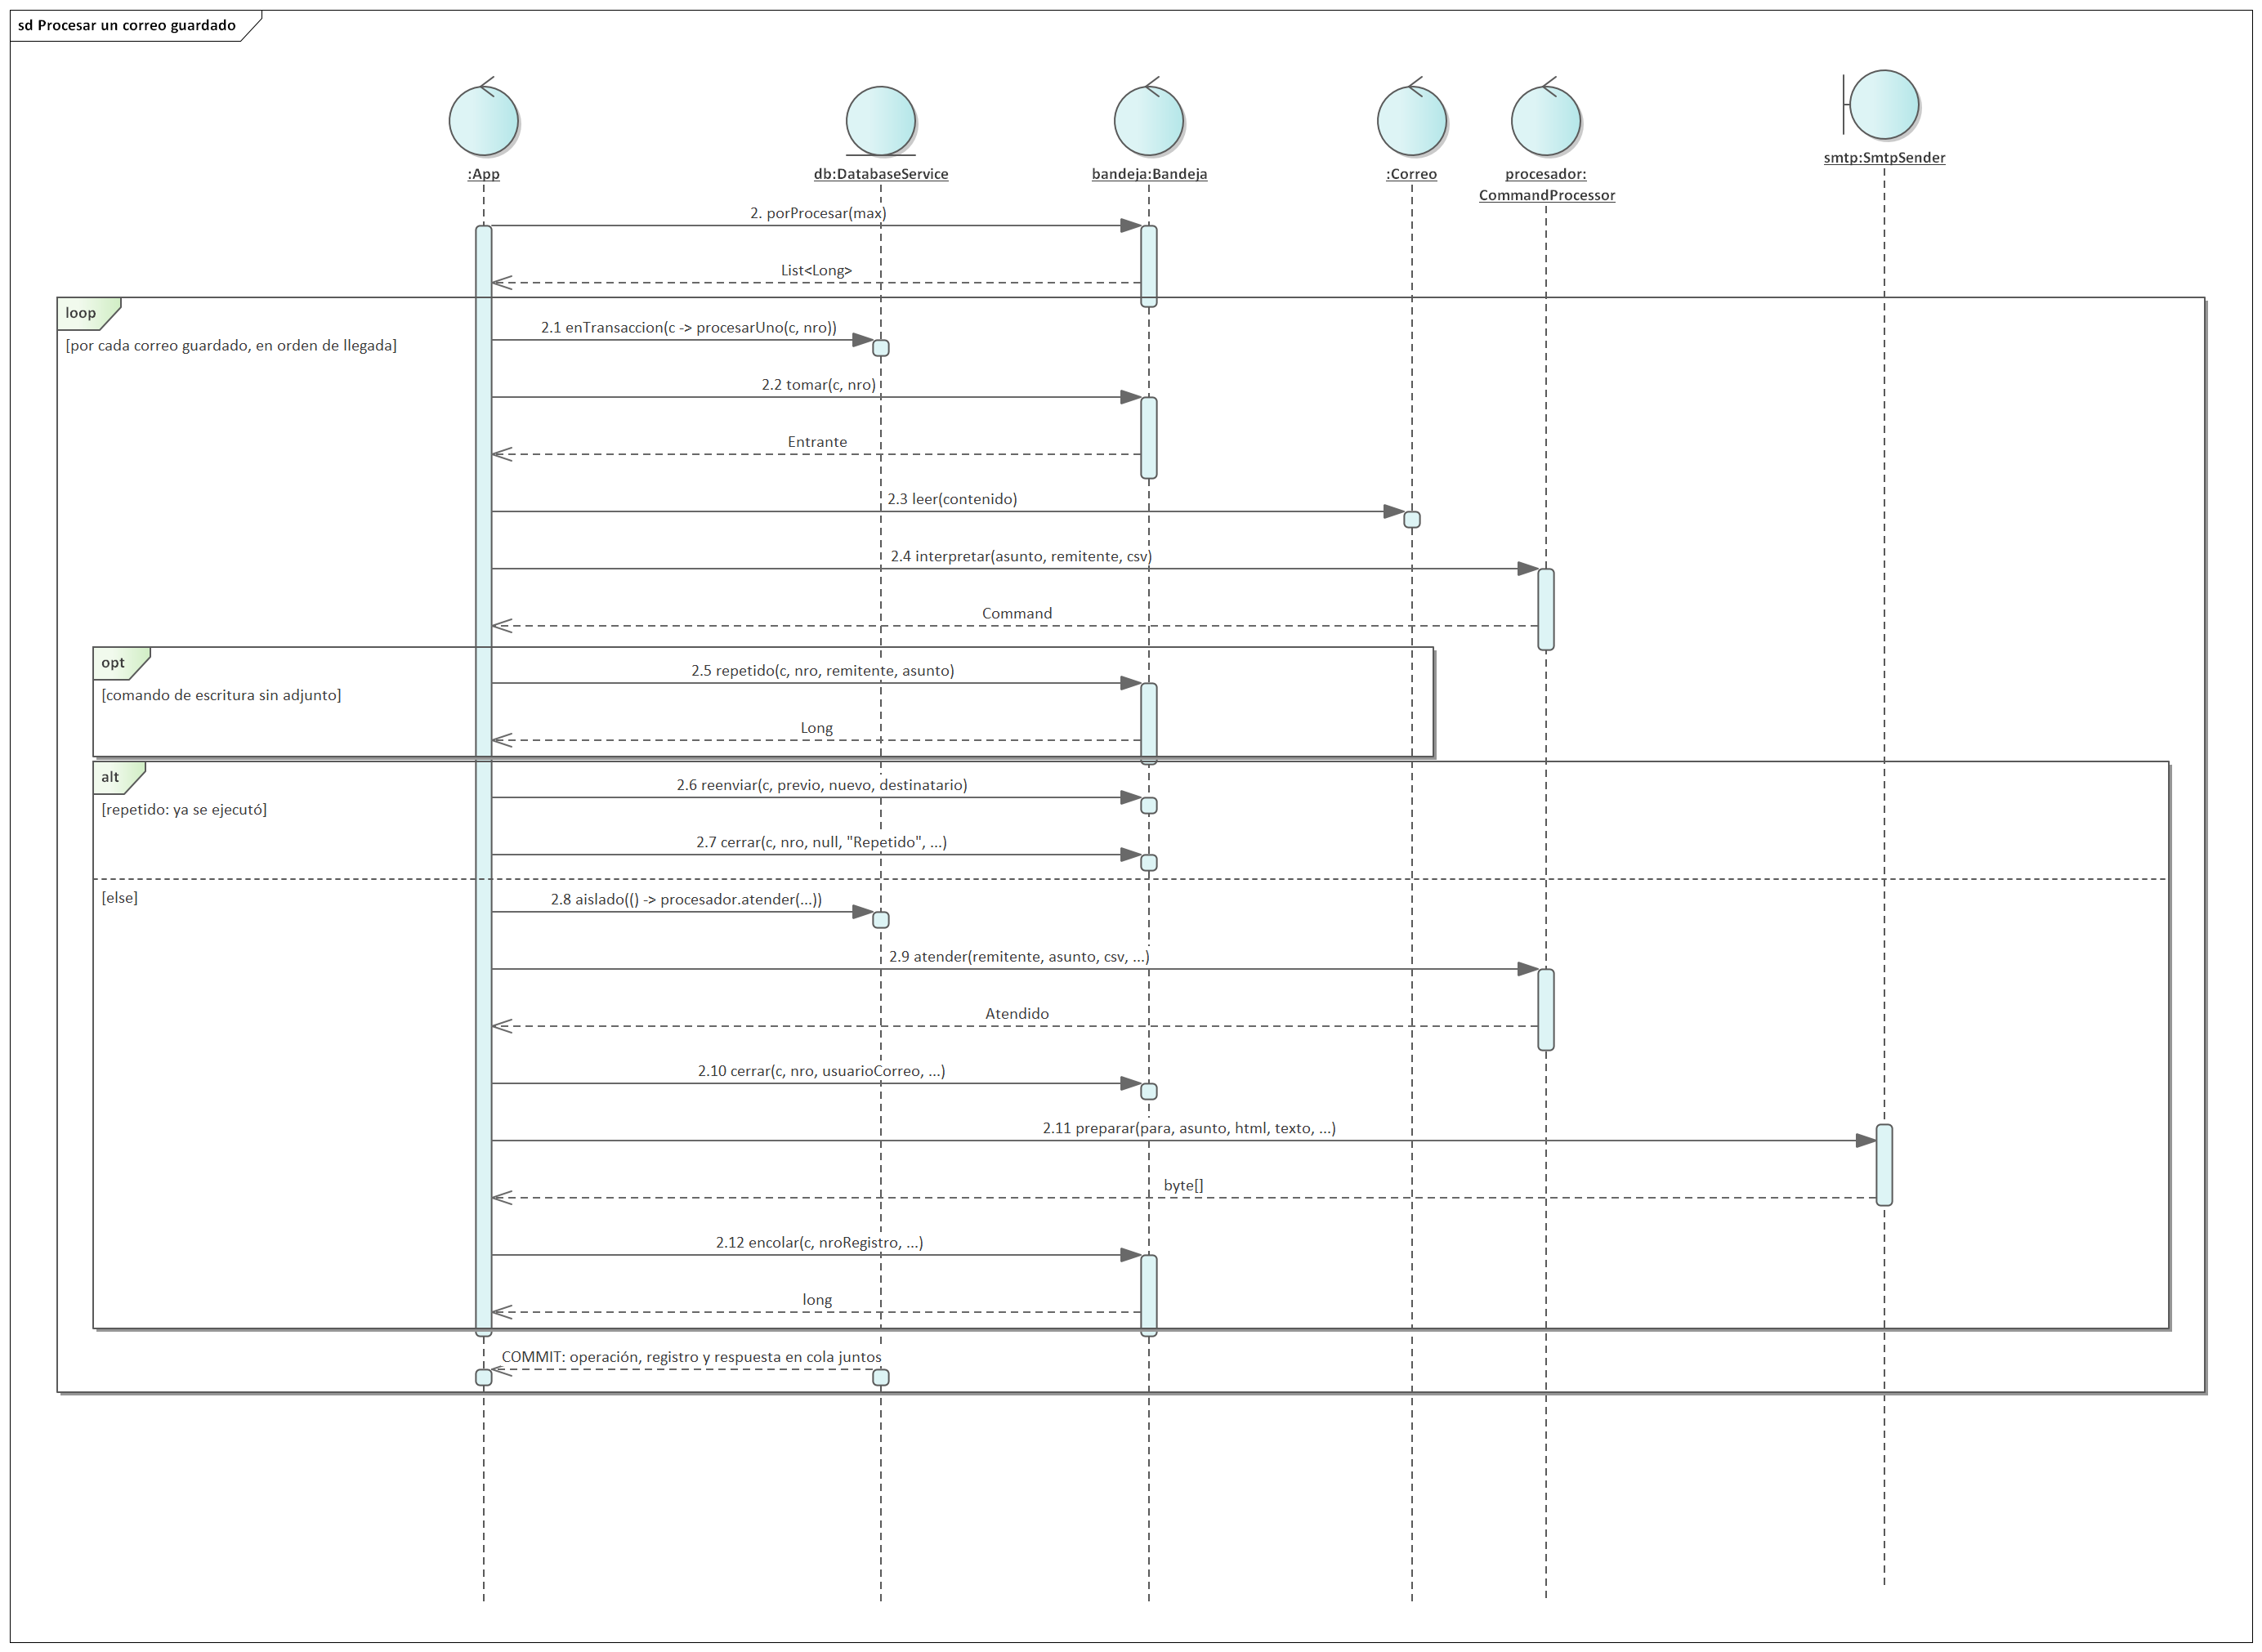 sd Procesar un correo guardado
:App
db:DatabaseService
bandeja:Bandeja
:Correo
procesador:
CommandProcessor
smtp:SmtpSender
2. porProcesar(max)
List<Long>
loop
[por cada correo guardado, en orden de llegada]
2.1 enTransaccion(c -> procesarUno(c, nro))
2.2 tomar(c, nro)
Entrante
2.3 leer(contenido)
2.4 interpretar(asunto, remitente, csv)
Command
opt
[comando de escritura sin adjunto]
2.5 repetido(c, nro, remitente, asunto)
Long
alt
[repetido: ya se ejecutó]
2.6 reenviar(c, previo, nuevo, destinatario)
2.7 cerrar(c, nro, null, "Repetido", ...)
[else]
2.8 aislado(() -> procesador.atender(...))
2.9 atender(remitente, asunto, csv, ...)
Atendido
2.10 cerrar(c, nro, usuarioCorreo, ...)
2.11 preparar(para, asunto, html, texto, ...)
byte[]
2.12 encolar(c, nroRegistro, ...)
long
COMMIT: operación, registro y respuesta en cola juntos